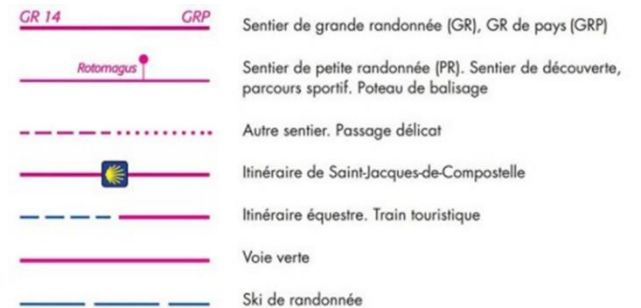 GR 14 GRP Sentier de grande randonnée (GR), GR de pays (GRP)
Rotomagus Sentier de petite randonnée (PR). Sentier de découverte,
parcours sportif. Poteau de balisage
Autre sentier. Passage délicat
Itinéraire de Saint-Jacques-de-Compostelle
Itinéraire équestre. Train touristique
Voie verte
Ski de randonnée